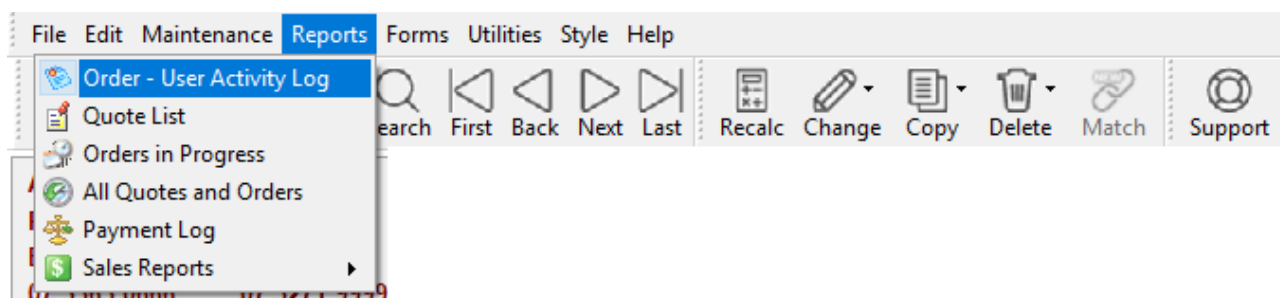 File Edit Maintenance Reports Forms Utilities Style Help
Order - User Activity Log
Quote List
Orders in Progress
All Quotes and Orders
Payment Log
Sales Reports
earch First Back Next Last Recalc Change Copy Delete Match Support